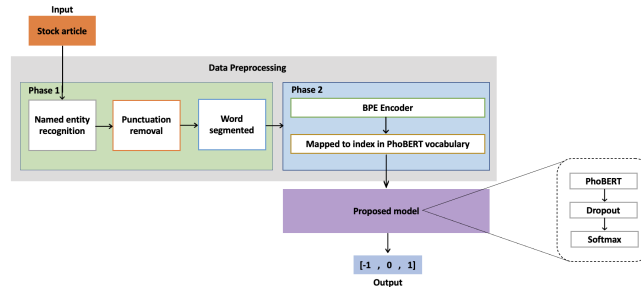 Input
Stock article
Data Preprocessing
Phase 1
Named entity
recognition
Punctuation
removal
Word
segmented
Phase 2
BPE Encoder
Mapped to index in PhoBERT vocabulary
Proposed model
PhoBERT
Dropout
Softmax
[-1 , 0 , 1]
Output